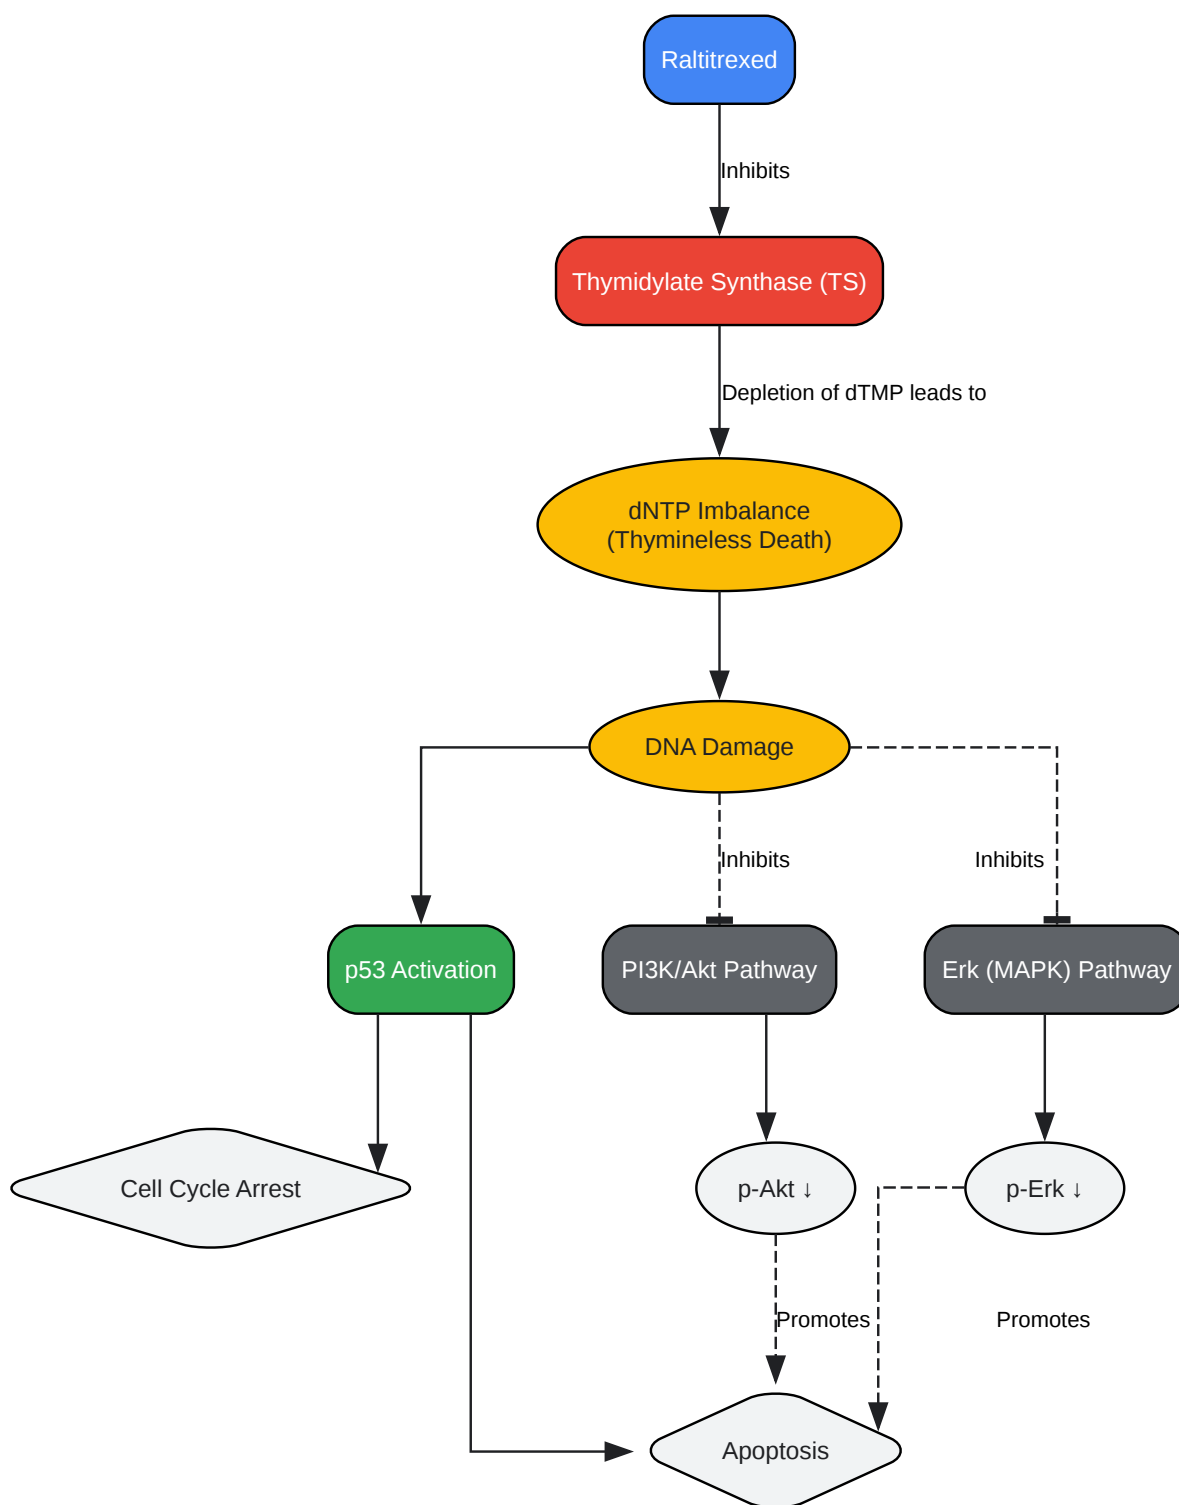 Raltitrexed
Inhibits
Thymidylate Synthase (TS)
Depletion of dTMP leads to
dNTP Imbalance
(Thymineless Death)
DNA Damage
Inhibits
Inhibits
p53 Activation
PI3K/Akt Pathway
Erk (MAPK) Pathway
Cell Cycle Arrest
p-Akt ↓
p-Erk ↓
Promotes
Promotes
Apoptosis